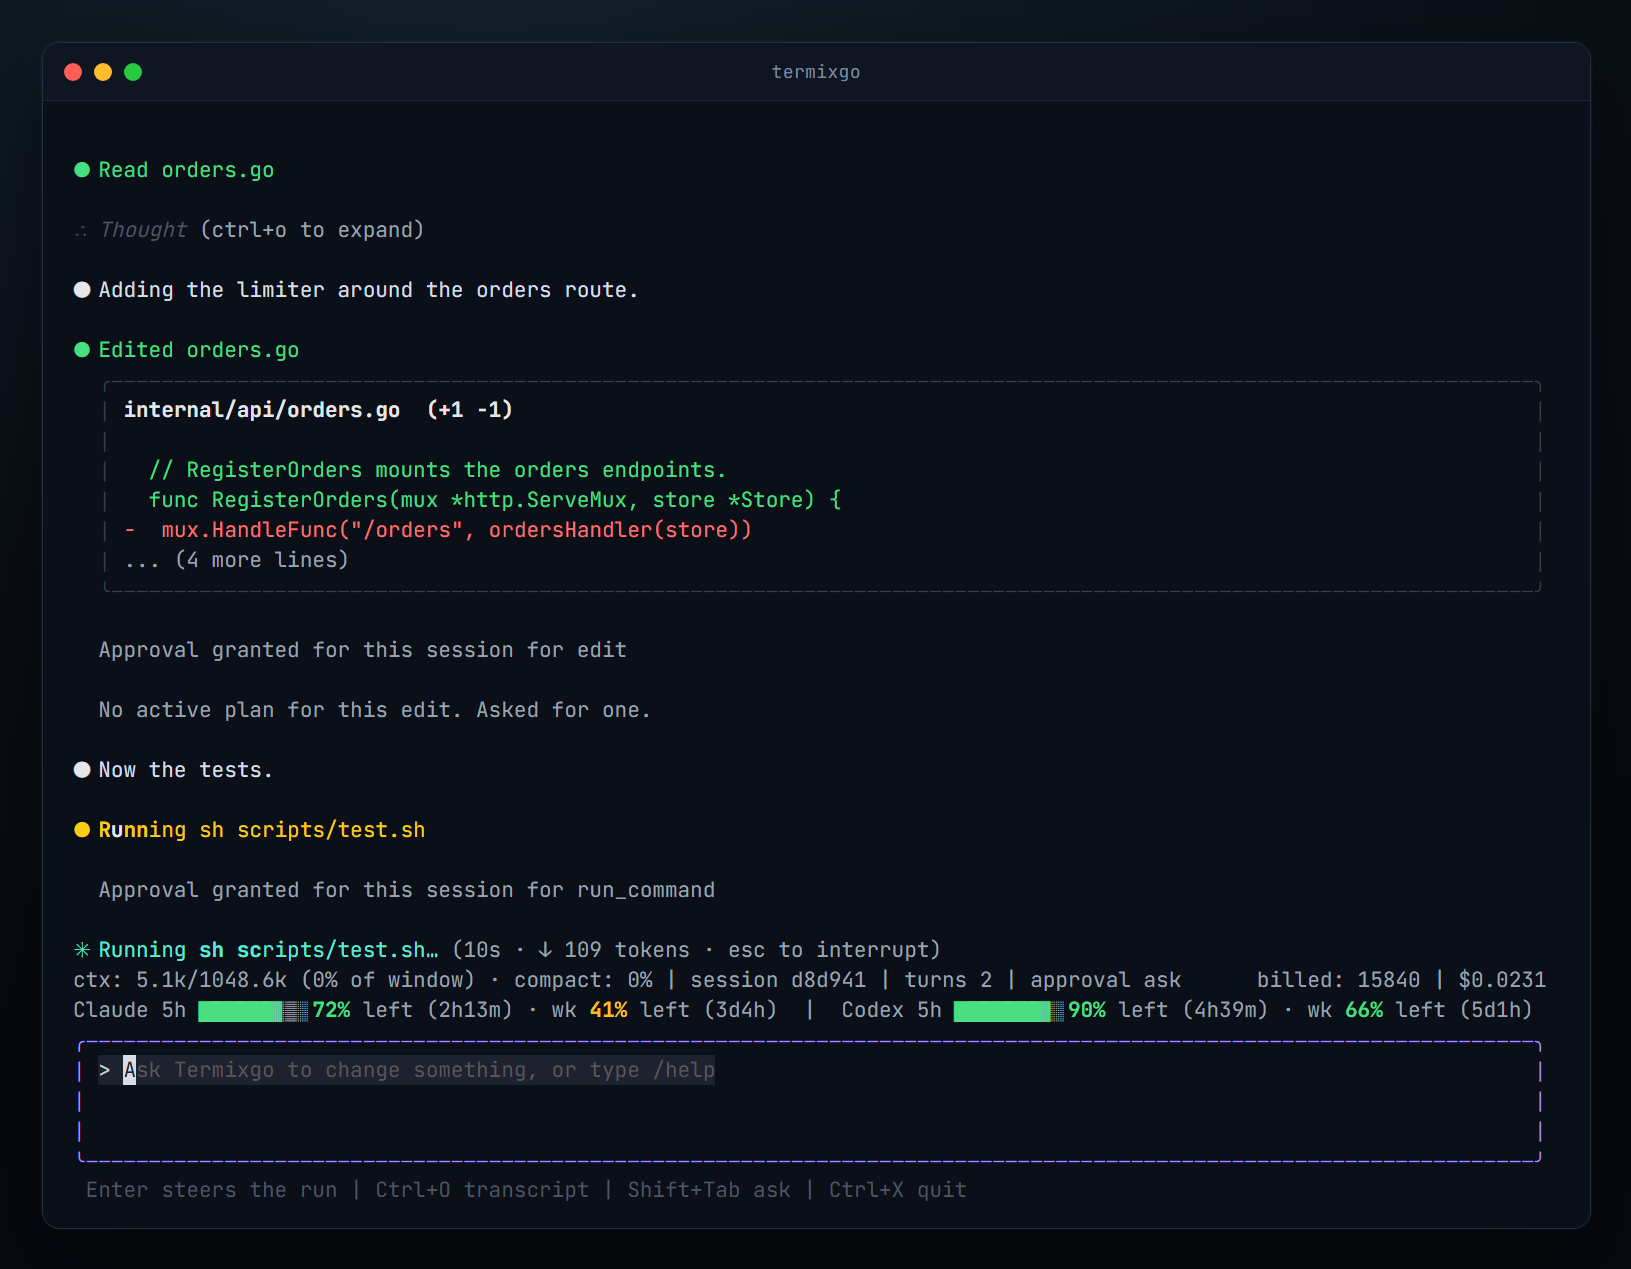 termixgo
● Read orders.go
∴ Thought (ctrl+o to expand)
● Adding the limiter around the orders route.
● Edited orders.go
internal/api/orders.go  (+1 -1)
// RegisterOrders mounts the orders endpoints.
func RegisterOrders(mux *http.ServeMux, store *Store) {
-  mux.HandleFunc("/orders", ordersHandler(store))
... (4 more lines)
Approval granted for this session for edit
No active plan for this edit. Asked for one.
● Now the tests.
● Running sh scripts/test.sh
Approval granted for this session for run_command
✳ Running sh scripts/test.sh… (10s · ↓ 109 tokens · esc to interrupt)
ctx: 5.1k/1048.6k (0% of window) · compact: 0% | session d8d941 | turns 2 | approval ask      billed: 15840 | $0.0231
Claude 5h 72% left (2h13m) · wk 41% left (3d4h)  |  Codex 5h 90% left (4h39m) · wk 66% left (5d1h)
> Ask Termixgo to change something, or type /help
Enter steers the run | Ctrl+O transcript | Shift+Tab ask | Ctrl+X quit